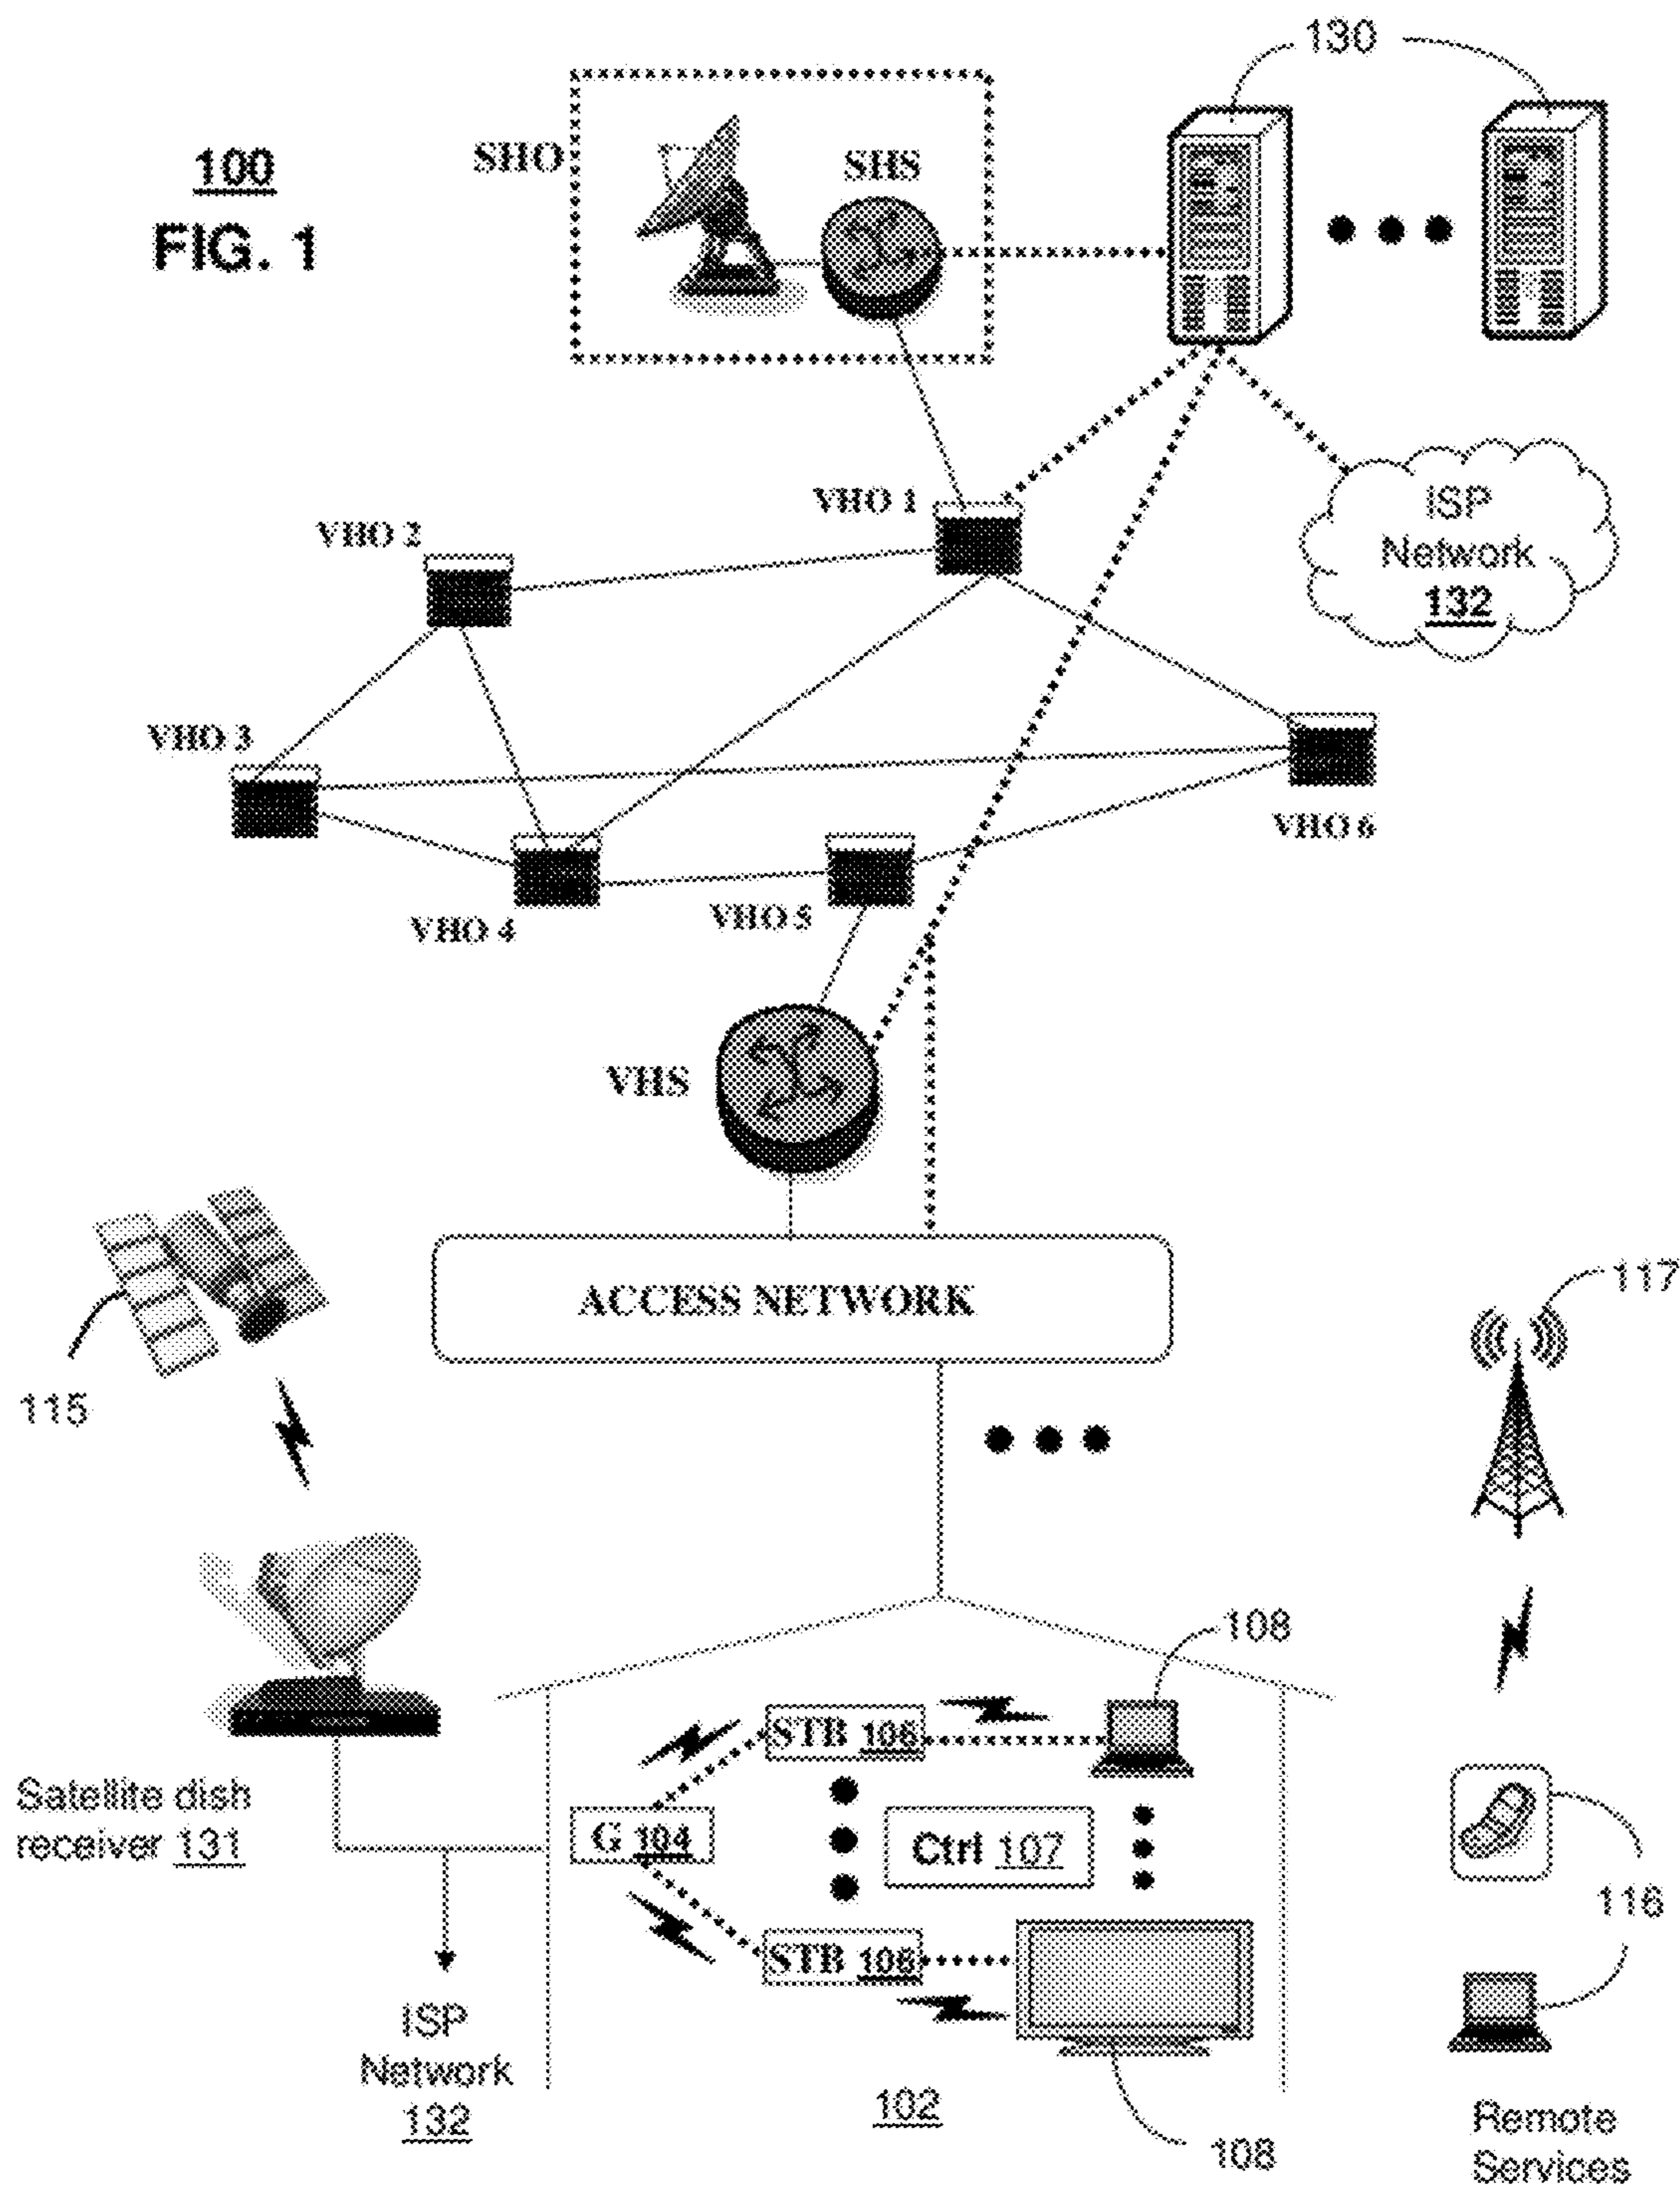 130
100
FIG. 1
SHO
SHS
VHO 1
ISP
Network
132
VHO 2
VHO 3
VHO 6
VHO 4
VHO 5
VHS
ACCESS NETWORK
117
115
108
STB 106
Satellite dish
receiver 131
G 104
Ctrl 107
116
STB 106
ISP
Network
132
102
108
Remote
Services